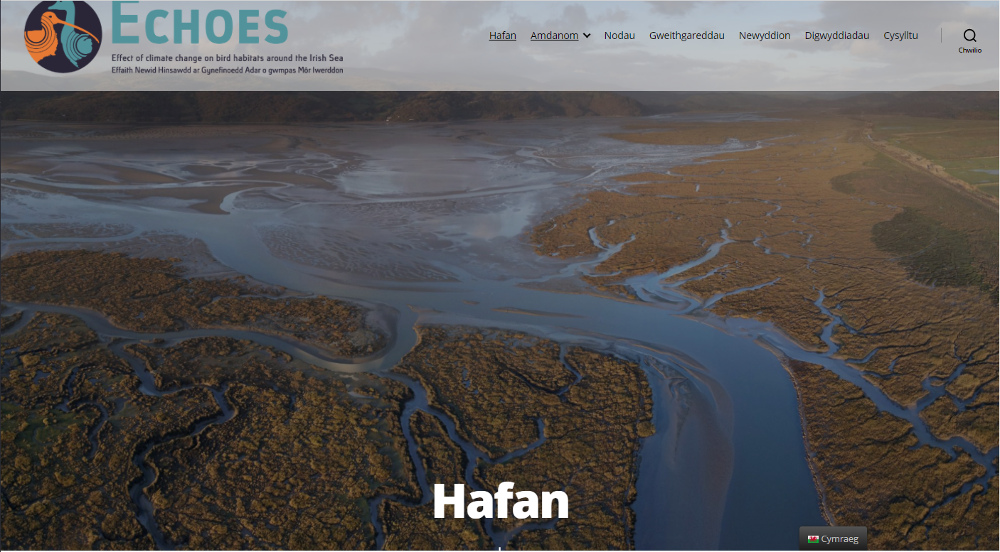 ECHOES
Effect of climate change on bird habitats around the Irish Sea
Effaith Newid Hinsawdd ar Gynefinoedd Adar o gwmpas Môr Iwerddon
Hafan Amdanom Nodau Gweithgareddau Newyddion Digwyddiadau Cysylltu
Chwilio
Hafan
Cymraeg